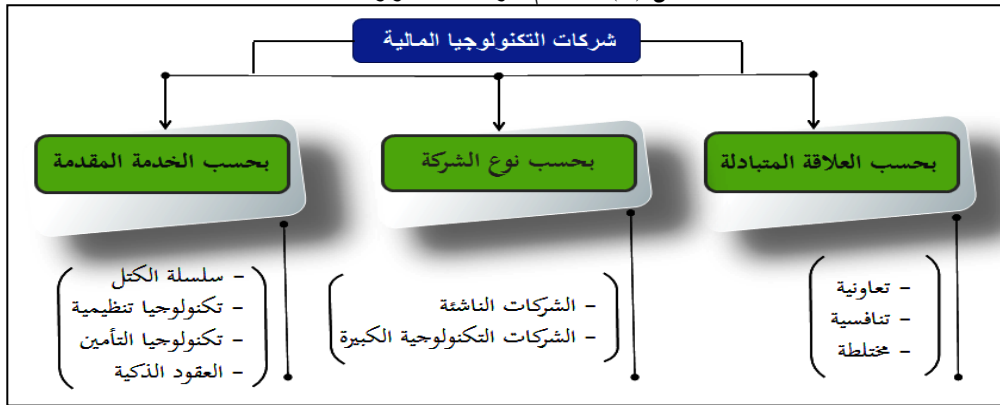 شركات التكنولوجيا المالية
بحسب العلاقة المتبادلة
- تعاونية
- تنافسية
- مختلطة
بحسب نوع الشركة
- الشركات الناشئة
- الشركات التكنولوجية الكبيرة
بحسب الخدمة المقدمة
- سلسلة الكتل
- تكنولوجيا تنظيمية
- تكنولوجيا التأمين
- العقود الذكية